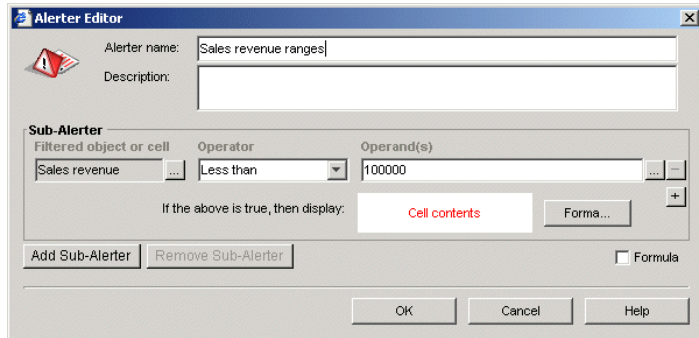 Alerter Editor
Alerter name: Sales revenue ranges
Description:
Sub-Alerter
Filtered object or cell Operator Operand(s)
Sales revenue ... Less than 100000 ... -
+
If the above is true, then display: Cell contents Forma...
Add Sub-Alerter Remove Sub-Alerter Formula
OK Cancel Help